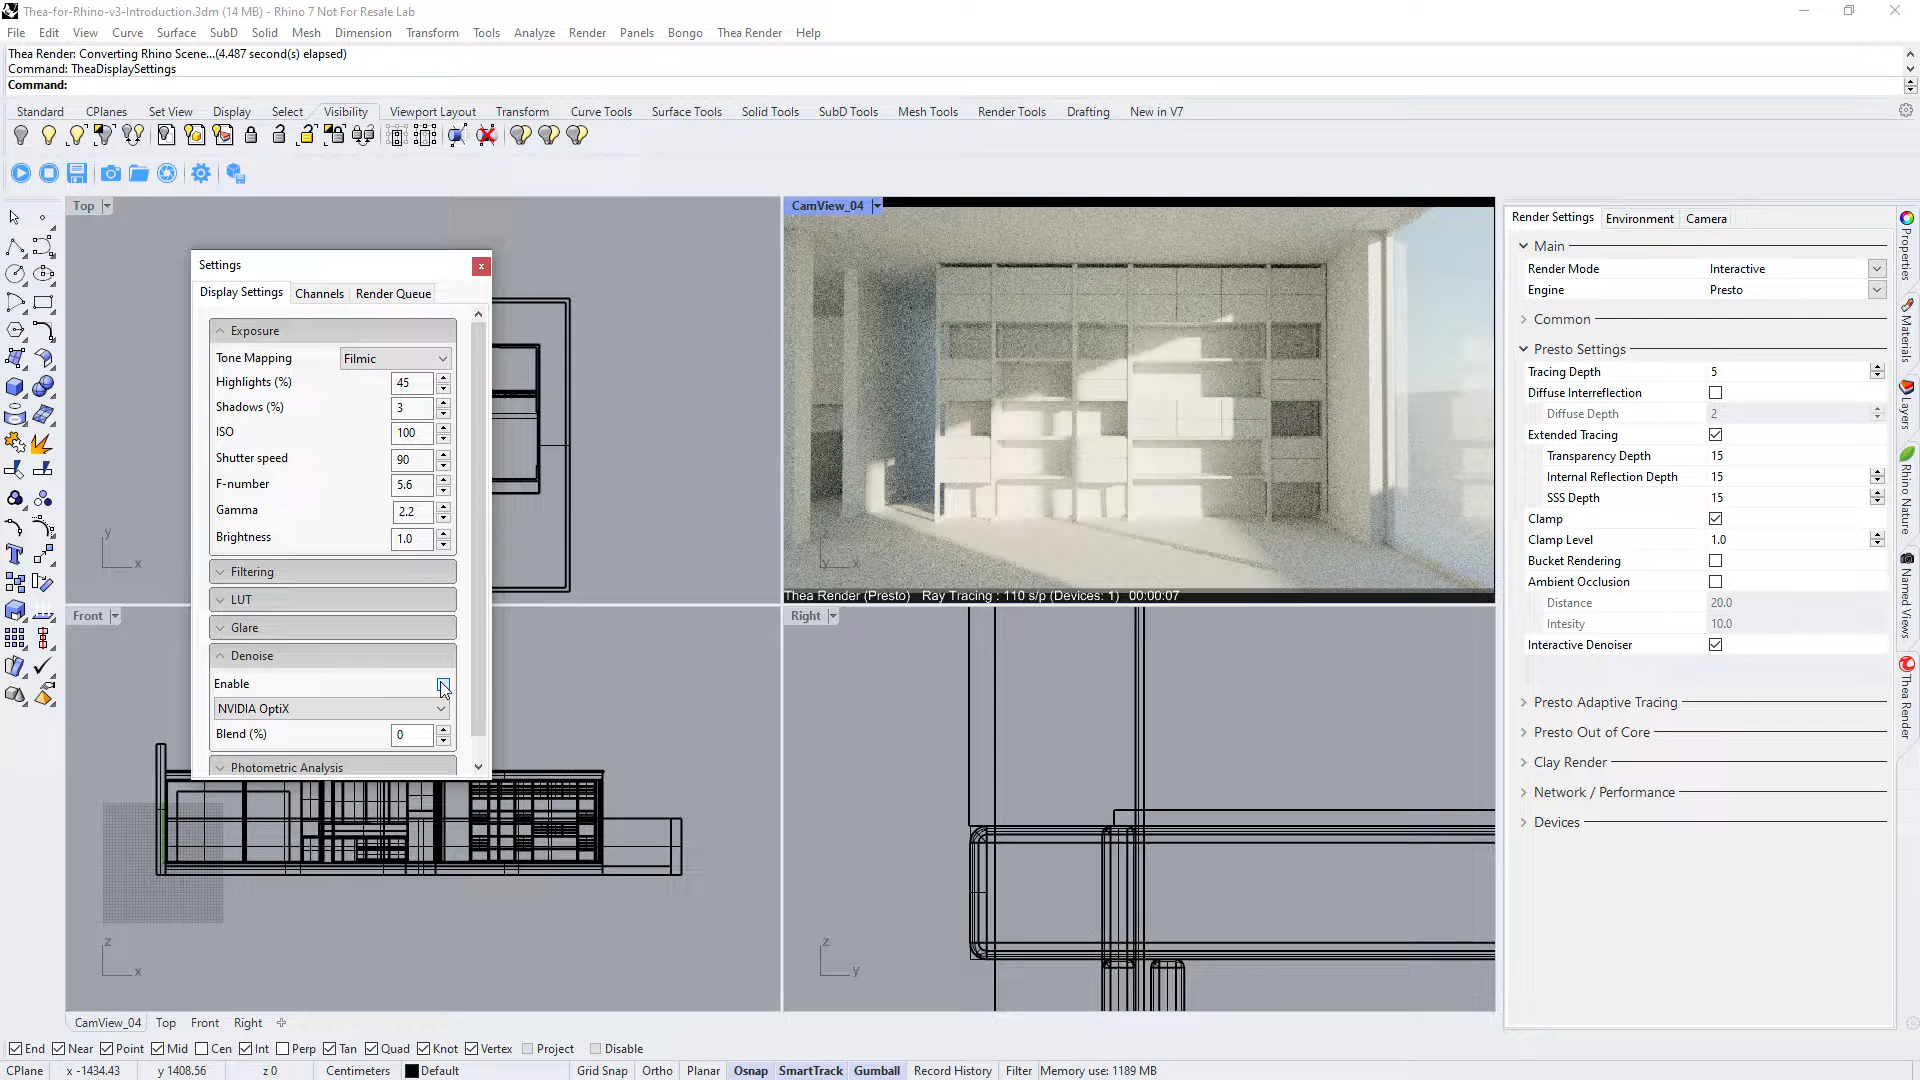 Thea-for-Rhino-v3-Introduction.3dm (14 MB) - Rhino 7 Not For Resale Lab
File Edit View Curve Surface SubD Solid Mesh Dimension Transform Tools Analyze Render Panels Bongo Thea Render Help
Thea Render: Converting Rhino Scene...(4.487 second(s) elapsed)
Command: TheaDisplaySettings
Command:
Standard CPlanes Set View Display Select Visibility Viewport Layout Transform Curve Tools Surface Tools Solid Tools SubD Tools Mesh Tools Render Tools Drafting New in V7
Top
CamView_04
Settings
Display Settings Channels Render Queue
Exposure
Tone Mapping Filmic
Highlights (%) 45
Shadows (%) 3
ISO 100
Shutter speed 90
F-number 5.6
Gamma 2.2
Brightness 1.0
Filtering
LUT
Glare
Denoise
Enable
NVIDIA OptiX
Blend (%) 0
Photometric Analysis
y
x
y
x
Thea Render (Presto) Ray Tracing : 110 s/p (Devices: 1) 00:00:07
Front
Right
z
x
z
y
Render Settings Environment Camera
Main
Render Mode Interactive
Engine Presto
Common
Presto Settings
Tracing Depth 5
Diffuse Interreflection
Diffuse Depth 2
Extended Tracing
Transparency Depth 15
Internal Reflection Depth 15
SSS Depth 15
Clamp
Clamp Level 1.0
Bucket Rendering
Ambient Occlusion
Distance 20.0
Intesity 10.0
Interactive Denoiser
Presto Adaptive Tracing
Presto Out of Core
Clay Render
Network / Performance
Devices
Properties
Materials
Layers
Rhino Nature
Named Views
Thea Render
CamView_04 Top Front Right
End Near Point Mid Cen Int Perp Tan Quad Knot Vertex Project Disable
CPlane x -1434.43 y 1408.56 z 0 Centimeters Default Grid Snap Ortho Planar Osnap SmartTrack Gumball Record History Filter Memory use: 1189 MB